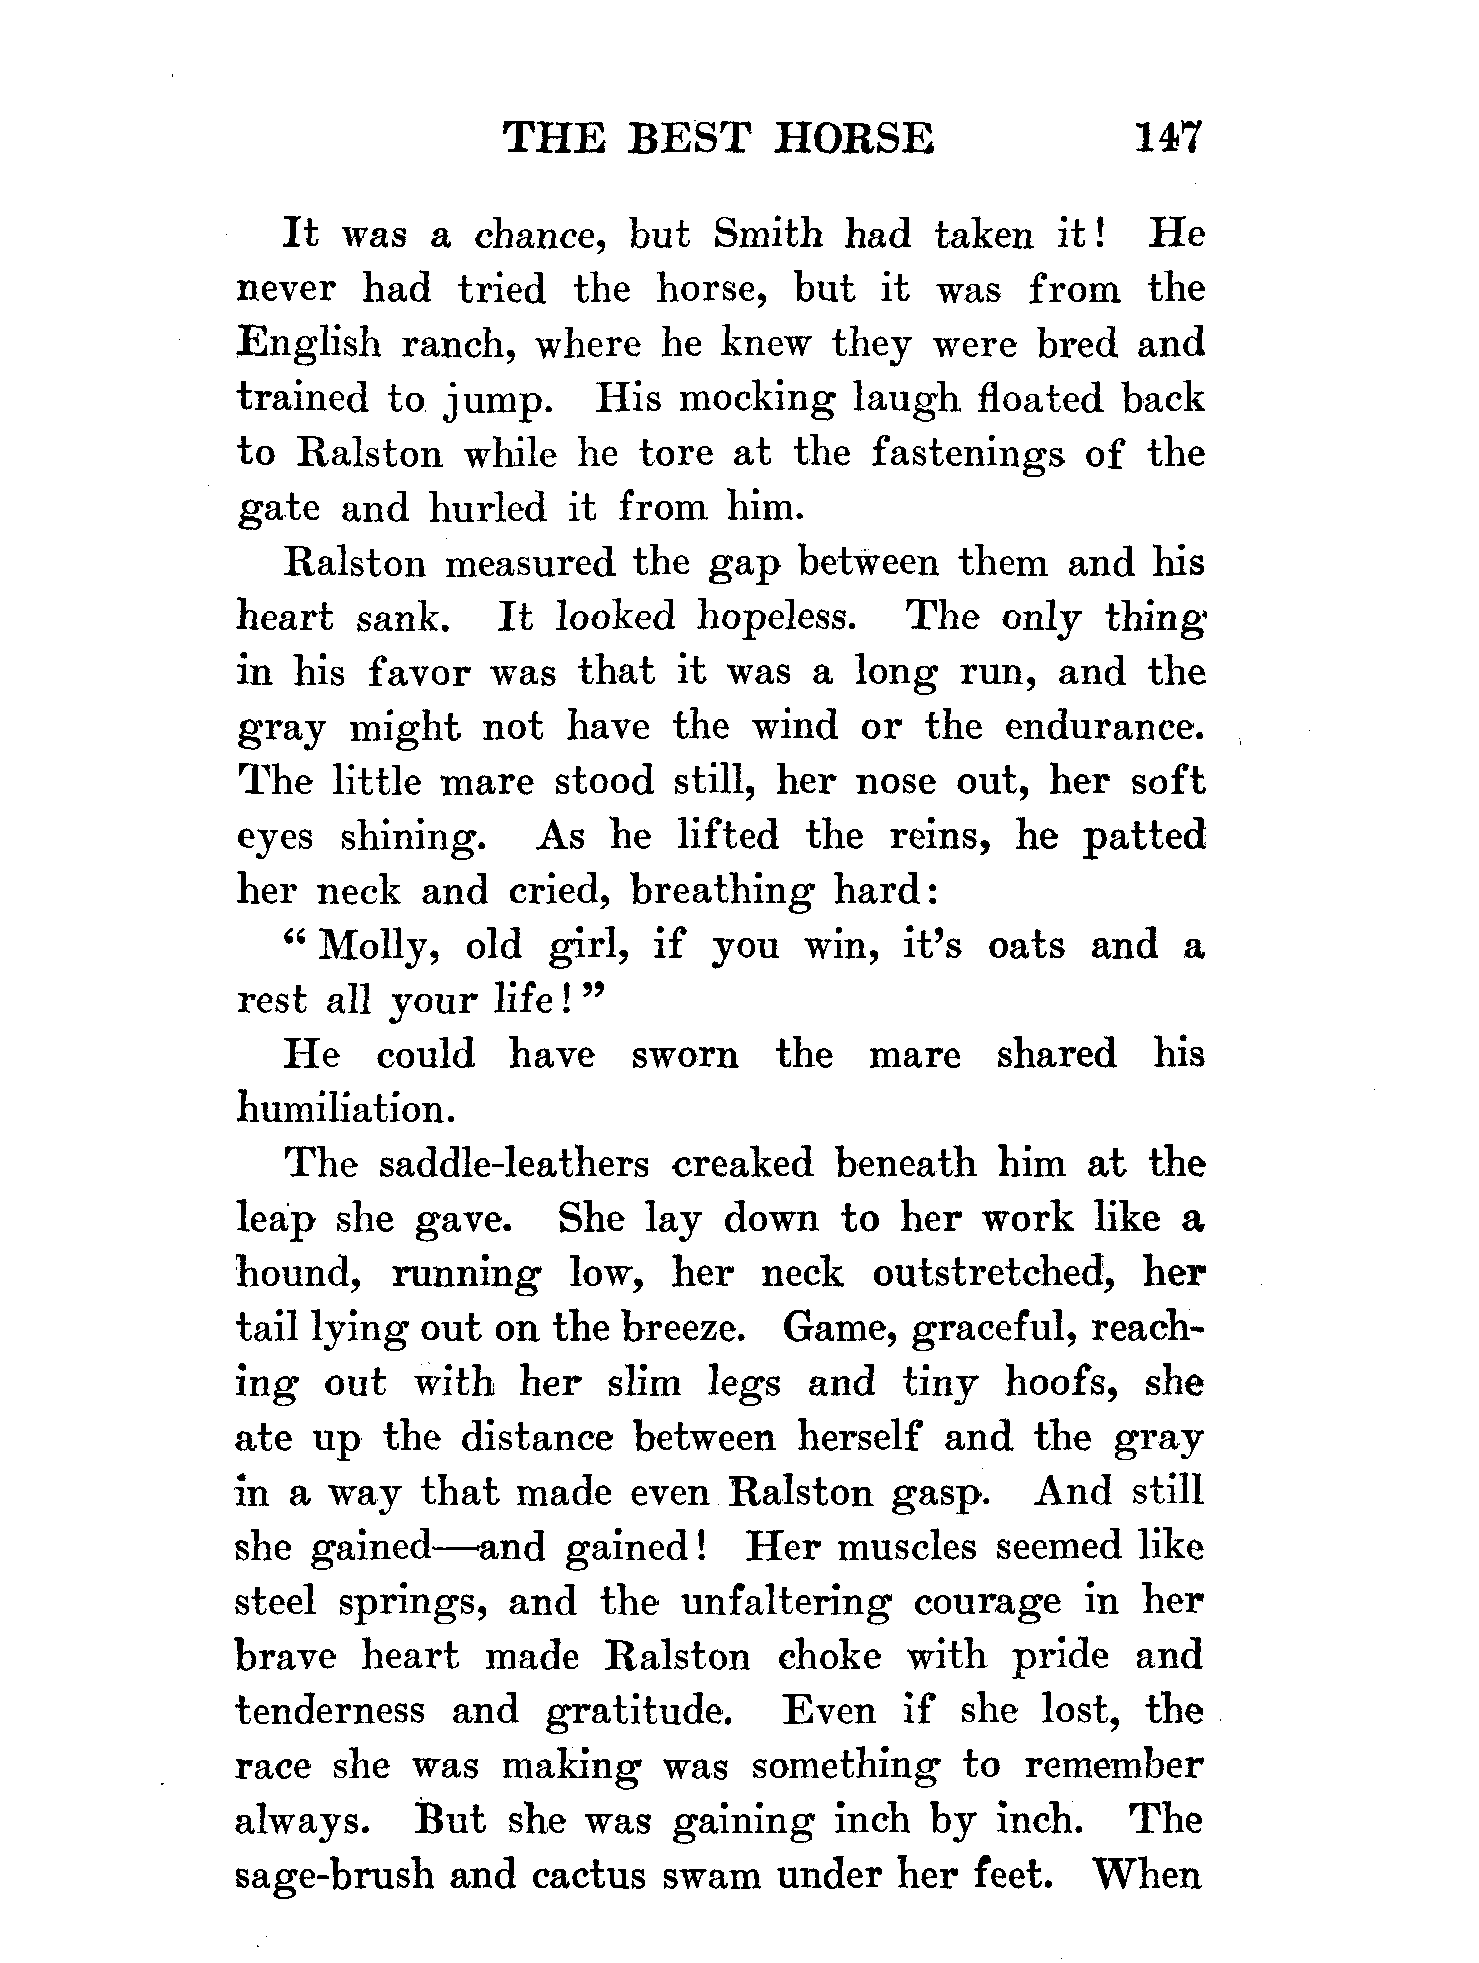 THE BEST HORSE 147
It was a chance, but Smith had taken it! He
never had tried the horse, but it was from the
English ranch, where he knew they were bred and
trained to jump. His mocking laugh floated back
to Ralston while he tore at the fastenings of the
gate and hurled it from him.
Ralston measured the gap between them and his
heart sank. It looked hopeless. The only thing
in his favor was that it was a long run, and the
gray might not have the wind or the endurance.
The little mare stood still, her nose out, her soft
eyes shining. As he lifted the reins, he patted
her neck and cried, breathing hard:
“Molly, old girl, if you win, it’s oats and a
rest all your life!”
He could have sworn the mare shared his
humiliation.
The saddle-leathers creaked beneath him at the
leap she gave. She lay down to her work like a
hound, running low, her neck outstretched, her
tail lying out on the breeze. Game, graceful, reach-
ing out with her slim legs and tiny hoofs, she
ate up the distance between herself and the gray
in a way that made even Ralston gasp. And still
she gained—and gained! Her muscles seemed like
steel springs, and the unfaltering courage in her
brave heart made Ralston choke with pride and
tenderness and gratitude. Even if she lost, the
race she was making was something to remember
always. But she was gaining inch by inch. The
sage-brush and cactus swam under her feet. When